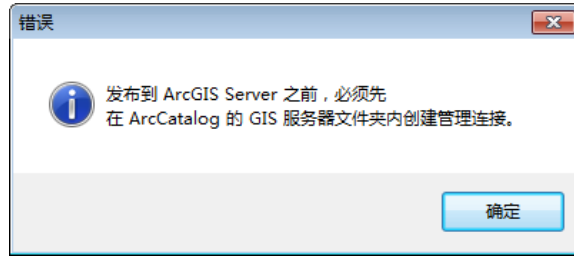 错误
发布到 ArcGIS Server 之前，必须先
在 ArcCatalog 的 GIS 服务器文件夹内创建管理连接。
确定